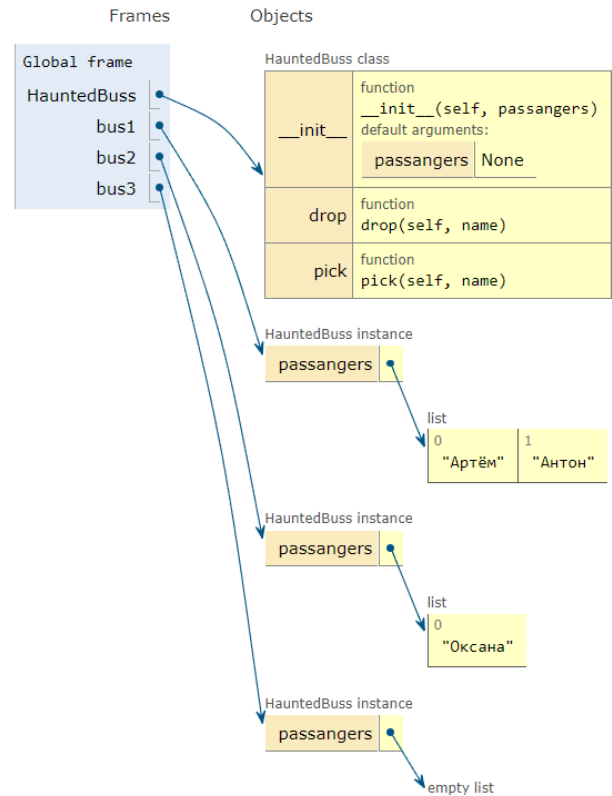 Frames Objects
Global frame
HauntedBuss
bus1
bus2
bus3
HauntedBuss class
__init__
function
__init__(self, passangers)
default arguments:
passangers None
drop
function
drop(self, name)
pick
function
pick(self, name)
HauntedBuss instance
passangers
list
0 1
"Артём" "Антон"
HauntedBuss instance
passangers
list
0
"Оксана"
HauntedBuss instance
passangers
empty list